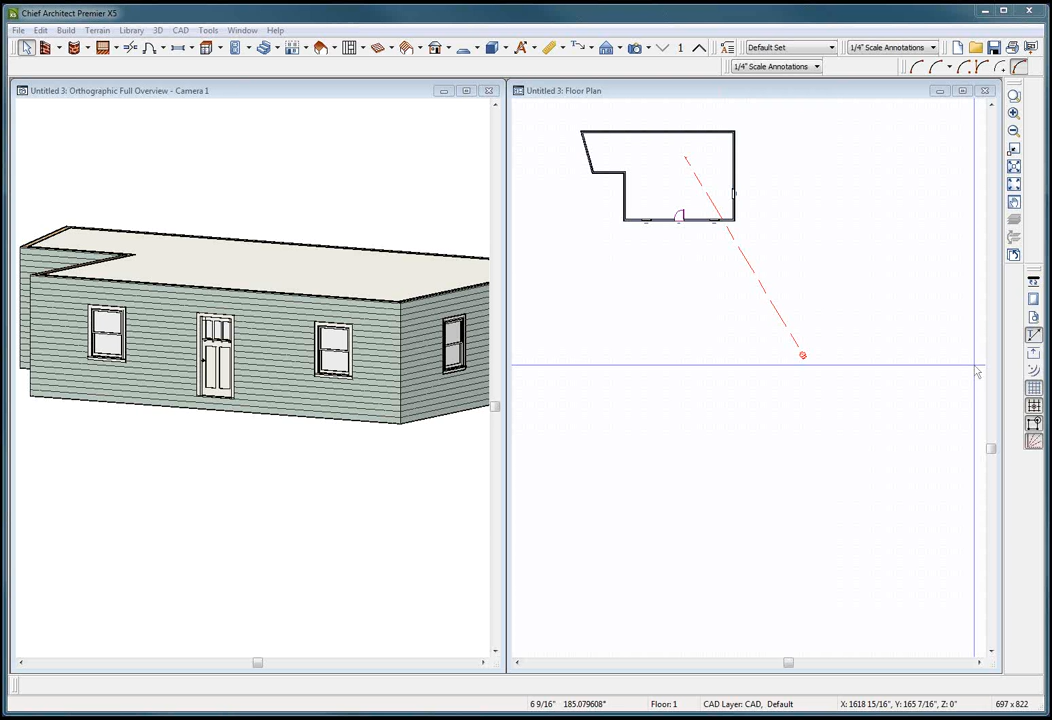 Chief Architect Premier X5
File Edit Build Terrain Library 3D CAD Tools Window Help
1 Default Set 1/4" Scale Annotations
1/4" Scale Annotations
Untitled 3: Orthographic Full Overview - Camera 1
Untitled 3: Floor Plan
6 9/16" 185.079608° Floor: 1 CAD Layer: CAD, Default X: 1618 15/16", Y: 165 7/16", Z: 0" 697 x 822